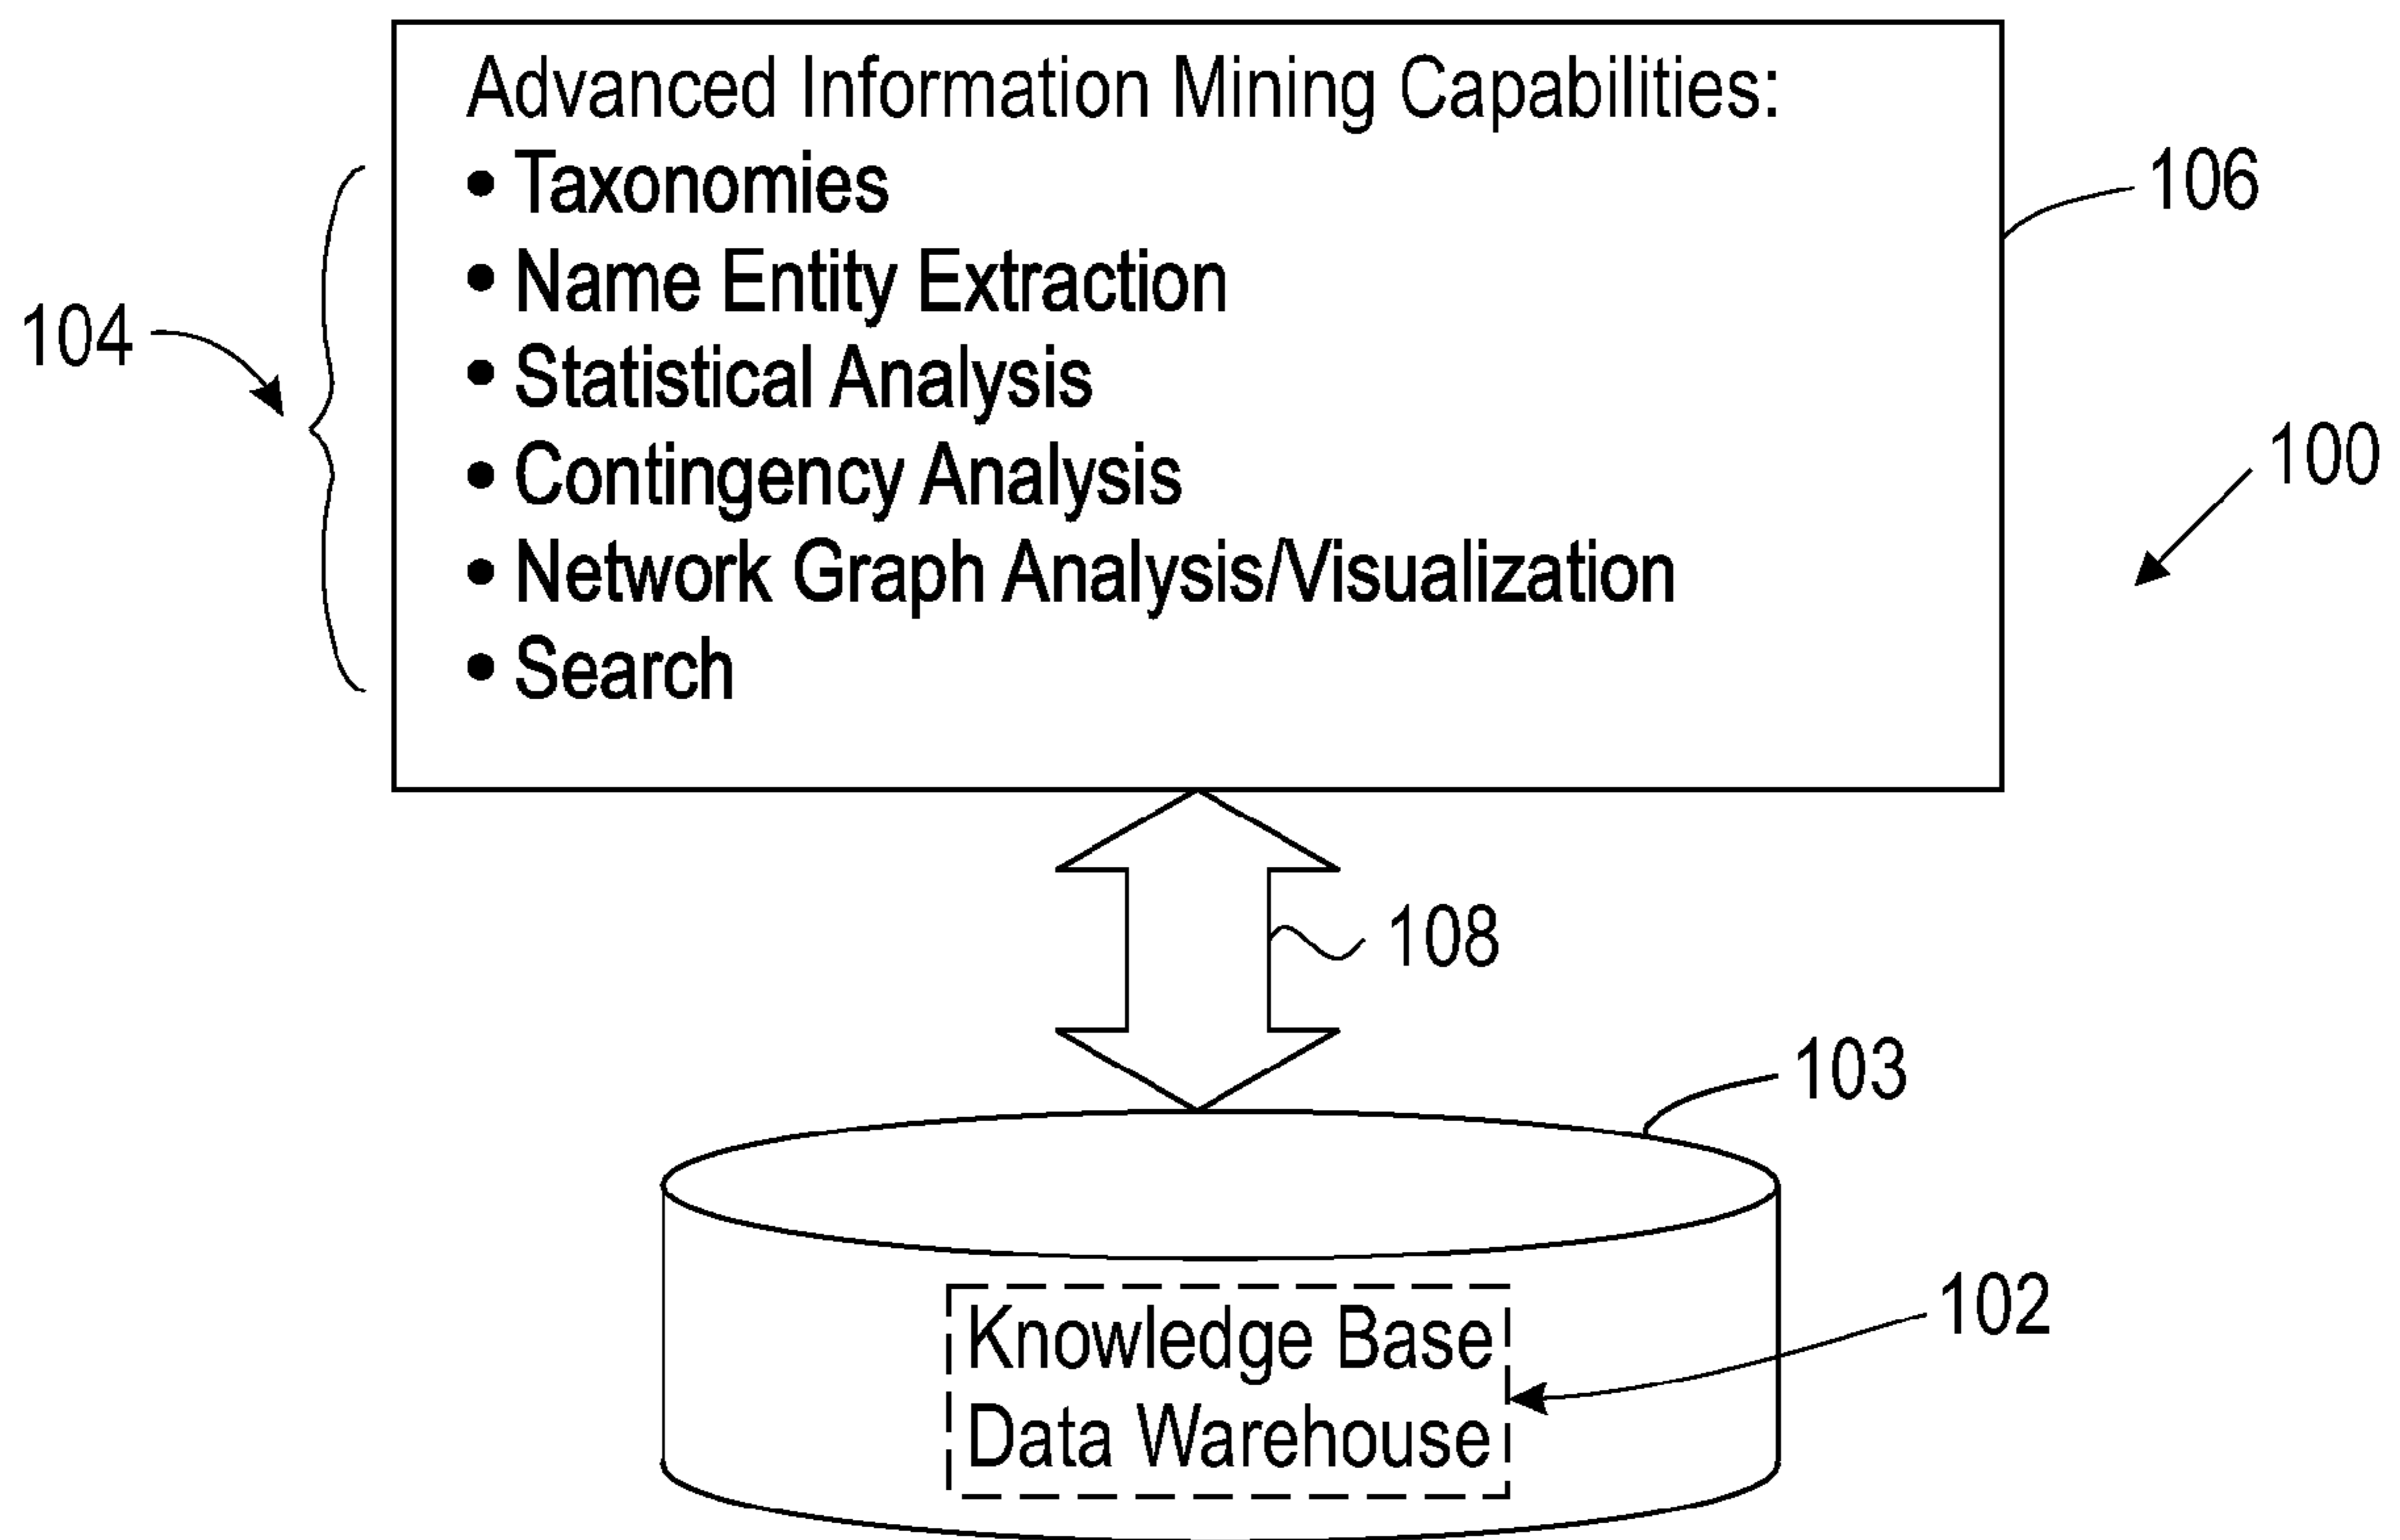 Advanced Information Mining Capabilities:
• Taxonomies
106
• Name Entity Extraction
104
• Statistical Analysis
100
• Contingency Analysis
• Network Graph Analysis/Visualization
• Search
108
103
102
Knowledge Base
Data Warehouse